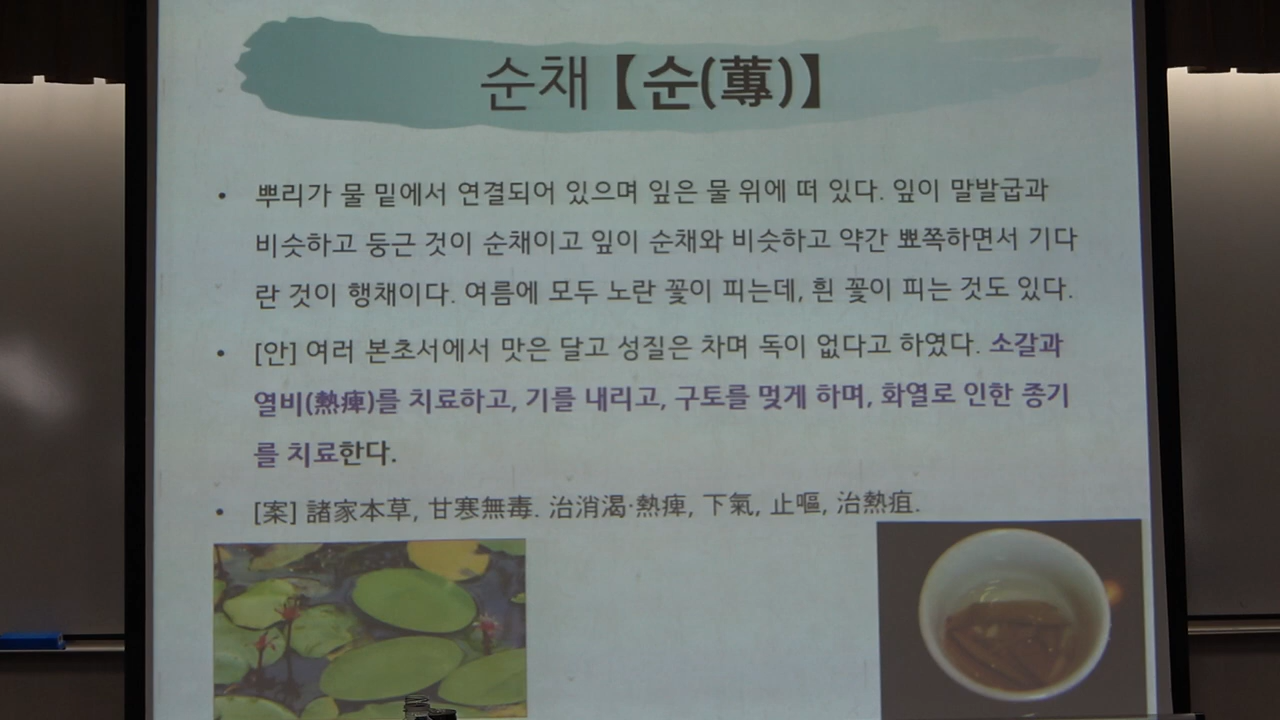 순채【순(蓴)】
• 뿌리가 물 밑에서 연결되어 있으며 잎은 물 위에 떠 있다. 잎이 말발굽과
비슷하고 둥근 것이 순채이고 잎이 순채와 비슷하고 약간 뾰쪽하면서 기다
란 것이 행채이다. 여름에 모두 노란 꽃이 피는데, 흰 꽃이 피는 것도 있다.
• [안] 여러 본초서에서 맛은 달고 성질은 차며 독이 없다고 하였다. 소갈과
열비(熱痺)를 치료하고, 기를 내리고, 구토를 멎게 하며, 화열로 인한 종기
를 치료한다.
• [案] 諸家本草, 甘寒無毒. 治消渴·熱痺, 下氣, 止嘔, 治熱疽.